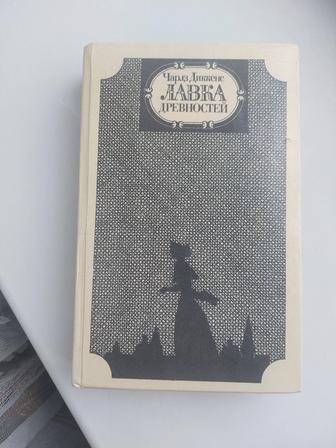 Чарлз Диккенс
ЛАВКА
ДРЕВНОСТЕЙ